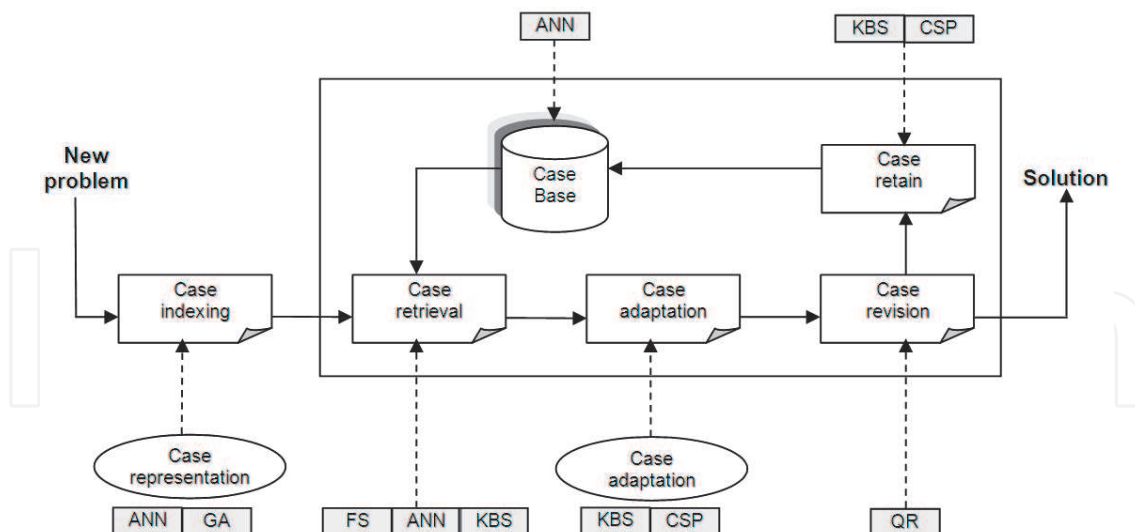 ANN
KBS CSP
New
problem
Case
Base
Case
retain
Solution
Case
indexing
Case
retrieval
Case
adaptation
Case
revision
Case
representation
Case
adaptation
ANN GA
FS ANN KBS
KBS CSP
QR